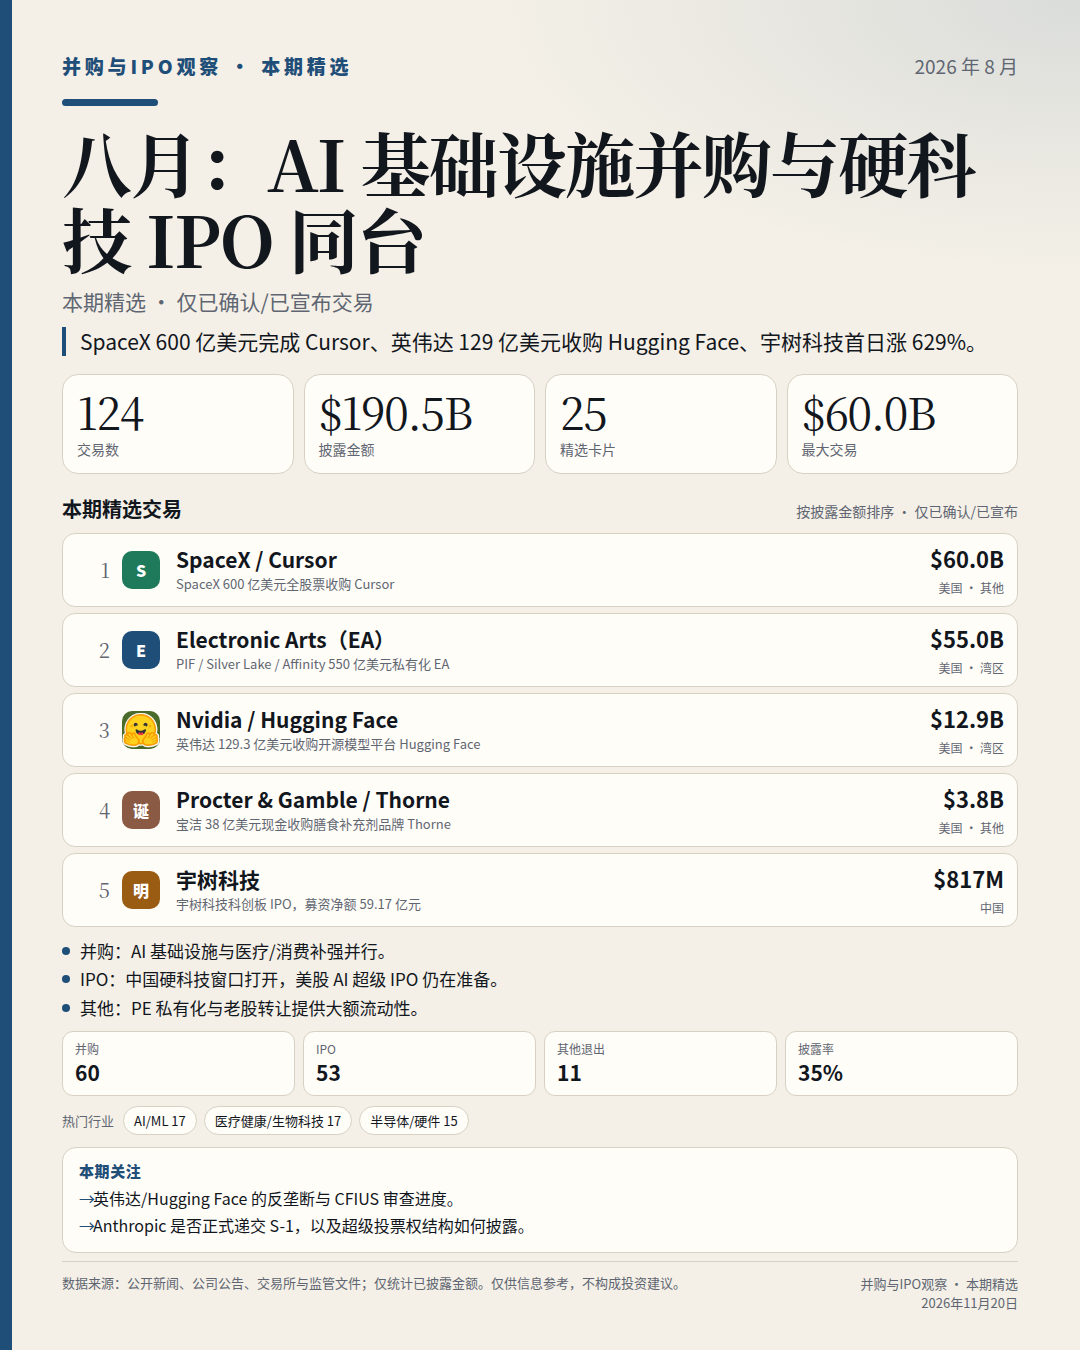 并购与IPO观察 · 本期精选
2026 年 8 月
八月：AI 基础设施并购与硬科
技 IPO 同台
本期精选 · 仅已确认/已宣布交易
SpaceX 600 亿美元完成 Cursor、英伟达 129 亿美元收购 Hugging Face、宇树科技首日涨 629%。
124
交易数
$190.5B
披露金额
25
精选卡片
$60.0B
最大交易
本期精选交易
按披露金额排序 · 仅已确认/已宣布
1
S
SpaceX / Cursor
SpaceX 600 亿美元全股票收购 Cursor
$60.0B
美国 · 其他
2
E
Electronic Arts（EA）
PIF / Silver Lake / Affinity 550 亿美元私有化 EA
$55.0B
美国 · 湾区
3
Nvidia / Hugging Face
英伟达 129.3 亿美元收购开源模型平台 Hugging Face
$12.9B
美国 · 湾区
4
诞
Procter & Gamble / Thorne
宝洁 38 亿美元现金收购膳食补充剂品牌 Thorne
$3.8B
美国 · 其他
5
明
宇树科技
宇树科技科创板 IPO，募资净额 59.17 亿元
$817M
中国
并购：AI 基础设施与医疗/消费补强并行。
IPO：中国硬科技窗口打开，美股 AI 超级 IPO 仍在准备。
其他：PE 私有化与老股转让提供大额流动性。
并购
60
IPO
53
其他退出
11
披露率
35%
热门行业
AI/ML 17
医疗健康/生物科技 17
半导体/硬件 15
本期关注
→英伟达/Hugging Face 的反垄断与 CFIUS 审查进度。
→Anthropic 是否正式递交 S-1，以及超级投票权结构如何披露。
数据来源：公开新闻、公司公告、交易所与监管文件；仅统计已披露金额。仅供信息参考，不构成投资建议。
并购与IPO观察 · 本期精选
2026年11月20日